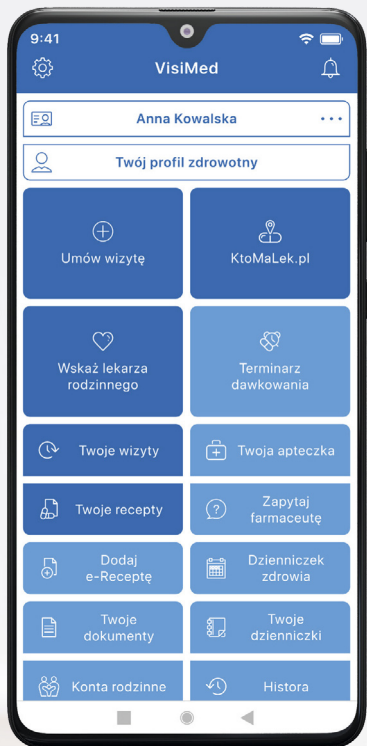 9:41
VisiMed
Anna Kowalska
Twój profil zdrowotny
Umów wizytę
KtoMaLek.pl
Wskaż lekarza
rodzinnego
Terminarz
dawkowania
Twoje wizyty
Twoja apteczka
Twoje recepty
Zapytaj
farmaceutę
Dodaj
e-Receptę
Dzienniczek
zdrowia
Twoje
dokumenty
Twoje
dzienniczki
Konta rodzinne
Histora